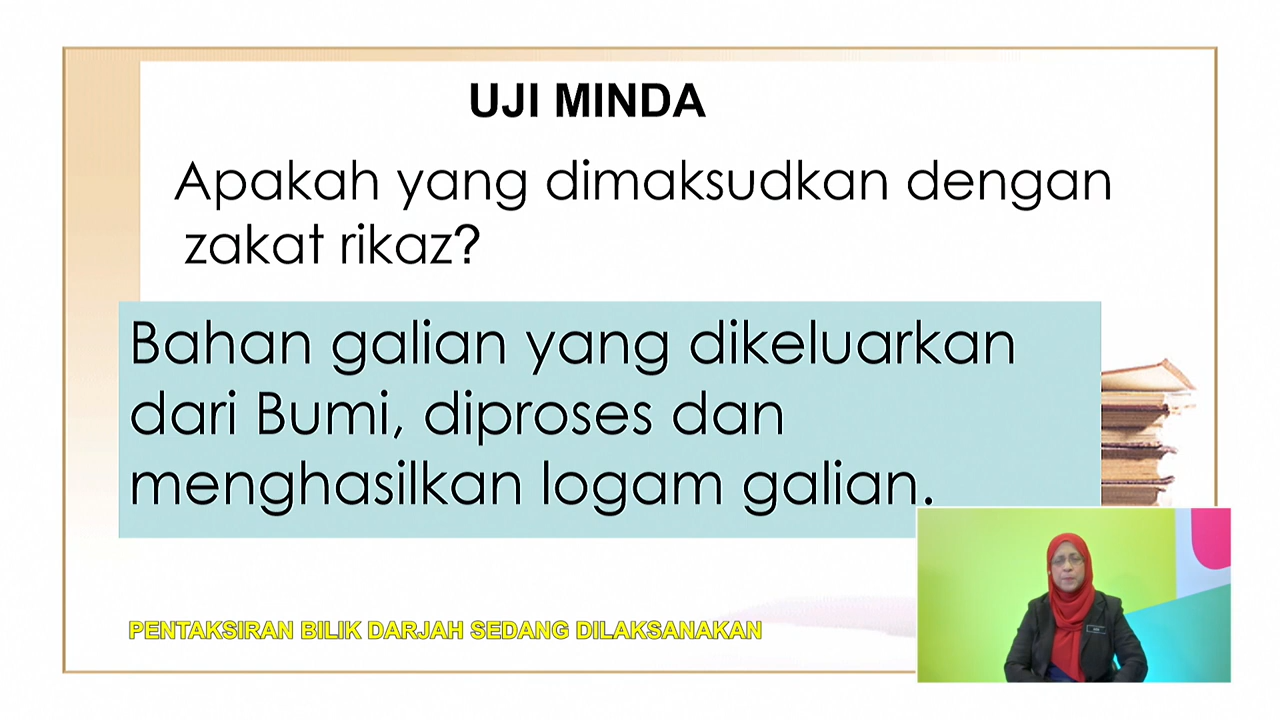 UJI MINDA
Apakah yang dimaksudkan dengan
zakat rikaz?
Bahan galian yang dikeluarkan
dari Bumi, diproses dan
menghasilkan logam galian.
PENTAKSIRAN BILIK DARJAH SEDANG DILAKSANAKAN